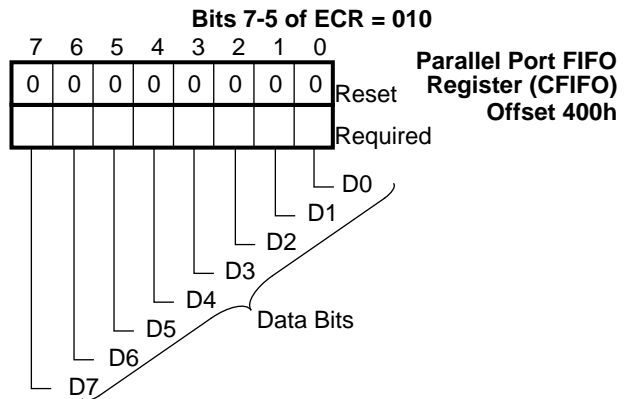 Bits 7-5 of ECR = 010
7 6 5 4 3 2 1 0
Parallel Port FIFO
Register (CFIFO)
Offset 400h
0 0 0 0 0 0 0 0 Reset
Required
D0
D1
D2
D3
D4
D5
D6
D7
Data Bits